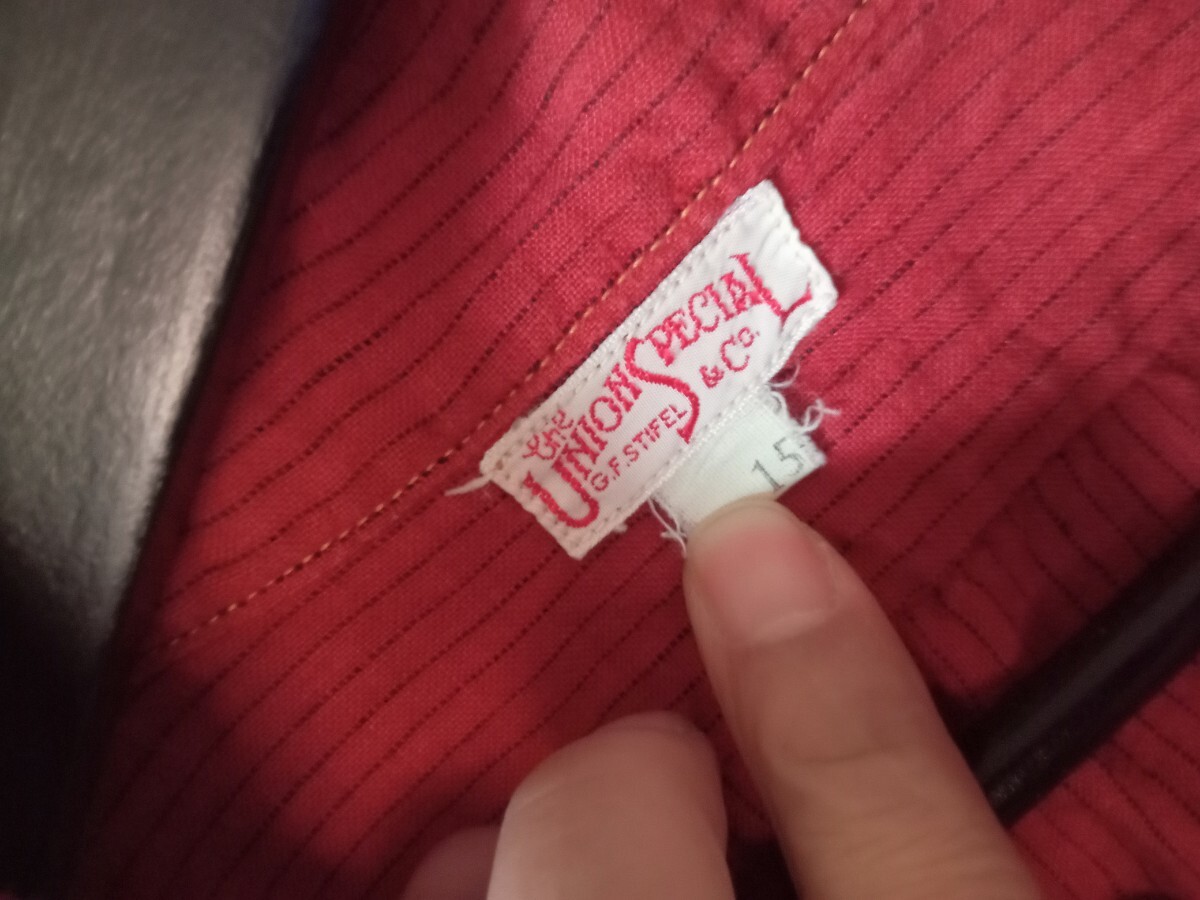 The
UNION SPECIAL
G.F.STIFEL & Co.
15